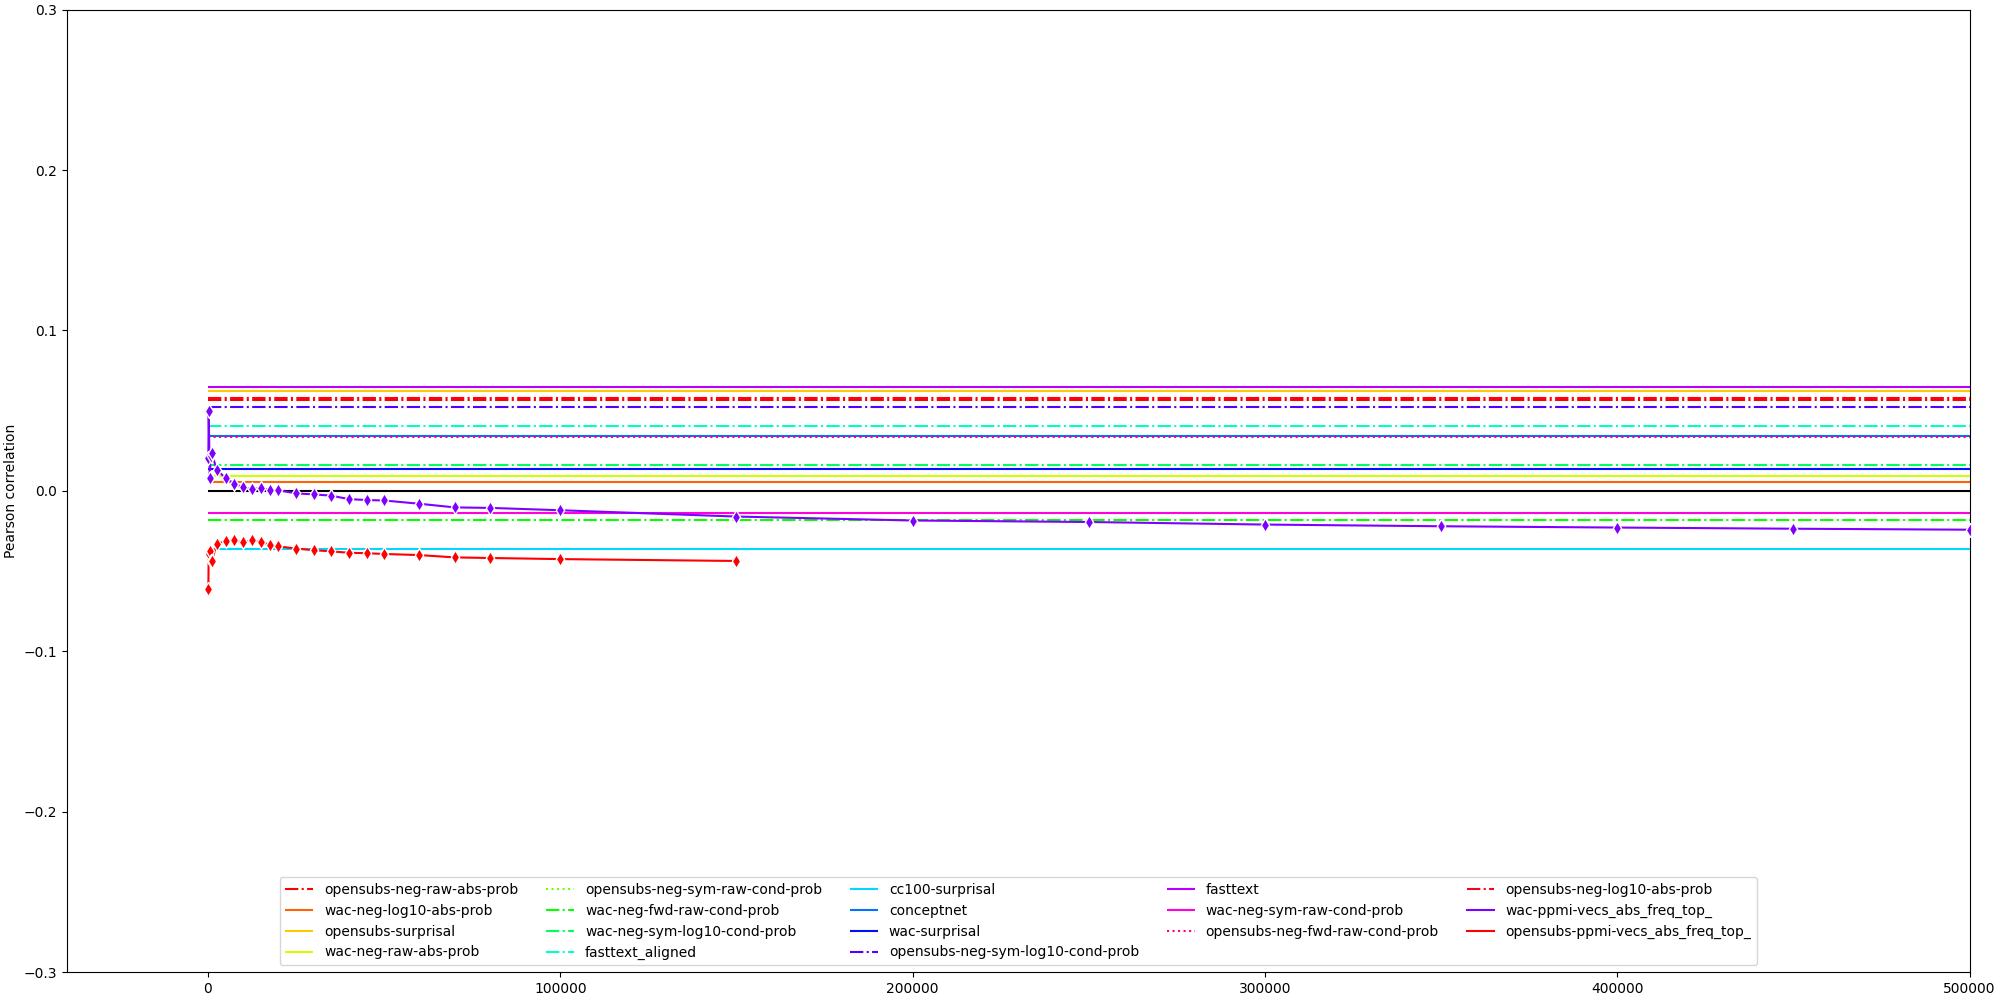 0.3
0.2
0.1
0.0
−0.1
−0.2
−0.3
Pearson correlation
opensubs-neg-raw-abs-prob
wac-neg-log10-abs-prob
opensubs-surprisal
wac-neg-raw-abs-prob
opensubs-neg-sym-raw-cond-prob
wac-neg-fwd-raw-cond-prob
wac-neg-sym-log10-cond-prob
fasttext_aligned
cc100-surprisal
conceptnet
wac-surprisal
opensubs-neg-sym-log10-cond-prob
fasttext
wac-neg-sym-raw-cond-prob
opensubs-neg-fwd-raw-cond-prob
opensubs-neg-log10-abs-prob
wac-ppmi-vecs_abs_freq_top_
opensubs-ppmi-vecs_abs_freq_top_
0
100000
200000
300000
400000
500000